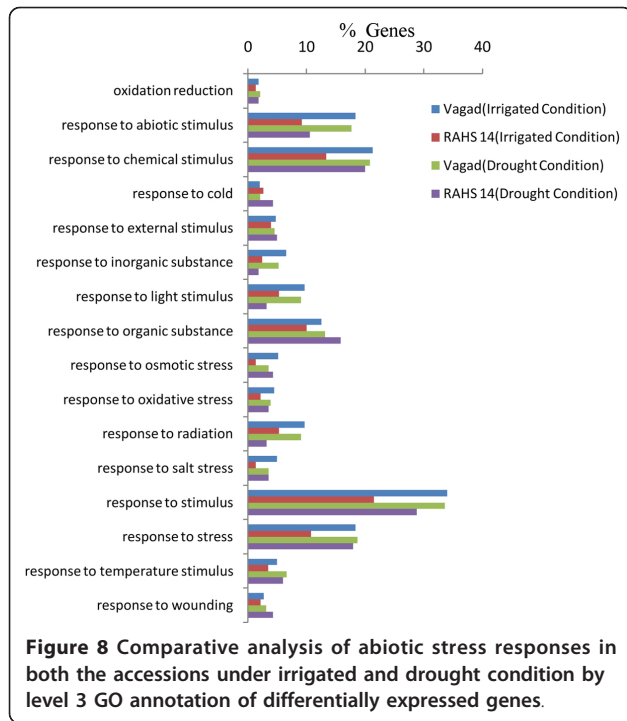 % Genes
0 10 20 30 40
oxidation reduction
response to abiotic stimulus
response to chemical stimulus
response to cold
response to external stimulus
response to inorganic substance
response to light stimulus
response to organic substance
response to osmotic stress
response to oxidative stress
response to radiation
response to salt stress
response to stimulus
response to stress
response to temperature stimulus
response to wounding
Vagad(Irrigated Condition)
RAHS 14(Irrigated Condition)
Vagad(Drought Condition)
RAHS 14(Drought Condition)
Figure 8 Comparative analysis of abiotic stress responses in
both the accessions under irrigated and drought condition by
level 3 GO annotation of differentially expressed genes.